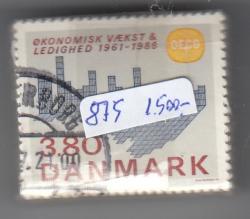 ØKONOMISK VÆKST &
LEDIGHED 1961-1986
OECD
875 1.500,-
3.80
DANMARK